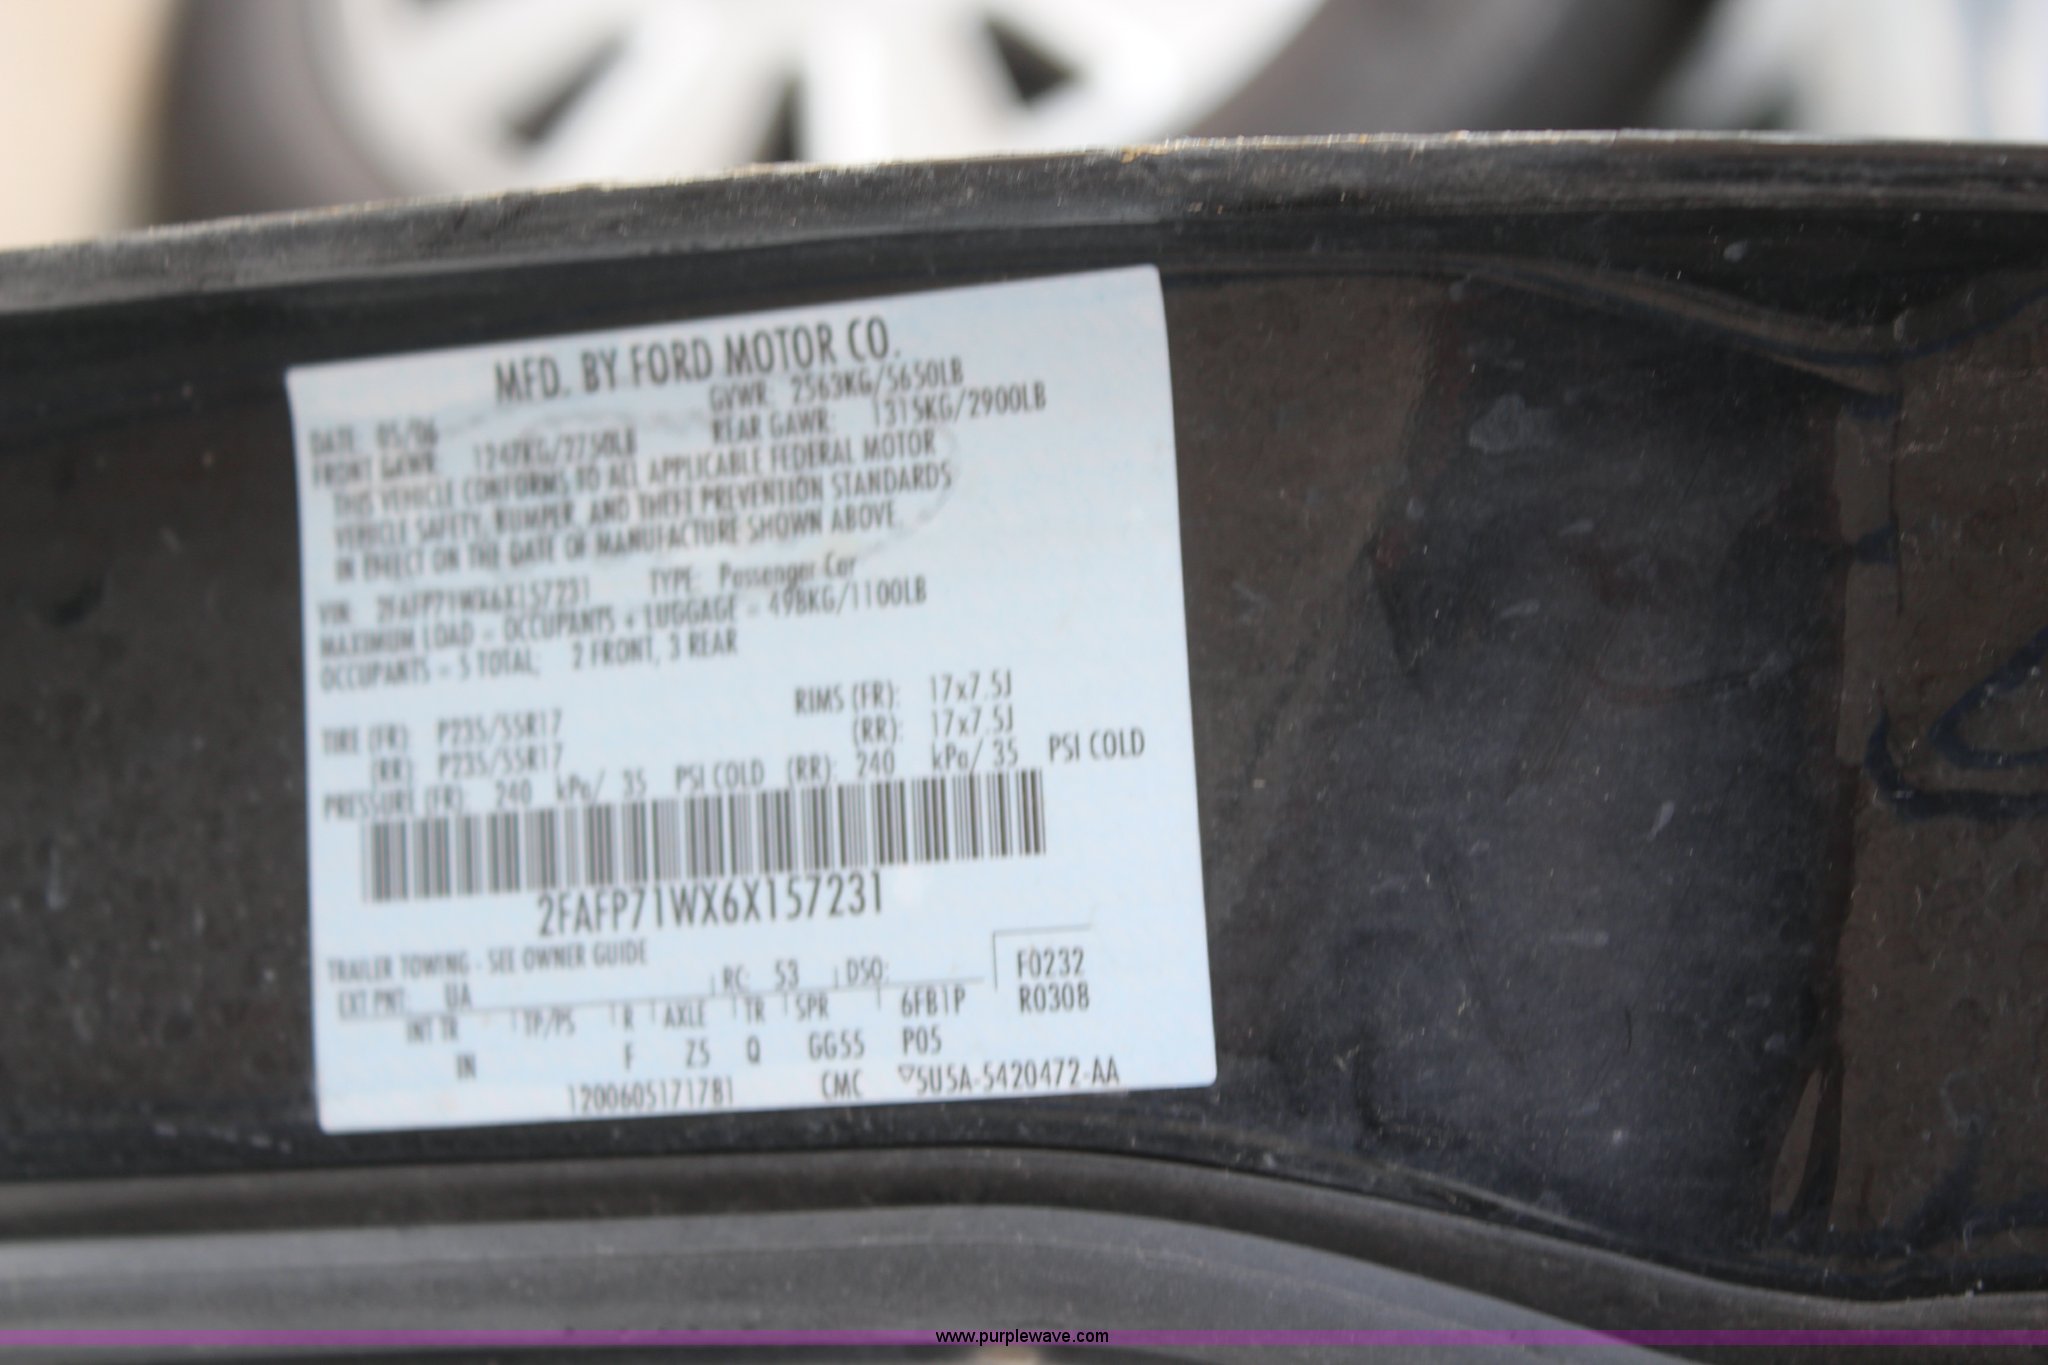 MFD. BY FORD MOTOR CO.
DATE: 05/06 GVWR: 2563KG/5650LB
FRONT GAWR: 1247KG/2750LB REAR GAWR: 1315KG/2900LB
THIS VEHICLE CONFORMS TO ALL APPLICABLE FEDERAL MOTOR
VEHICLE SAFETY, BUMPER, AND THEFT PREVENTION STANDARDS
IN EFFECT ON THE DATE OF MANUFACTURE SHOWN ABOVE.
VIN: 2FAFP71WX6X157231 TYPE: Passenger Car
MAXIMUM LOAD - OCCUPANTS + LUGGAGE - 498KG/1100LB
OCCUPANTS - 5 TOTAL; 2 FRONT, 3 REAR
TIRE (FR): P235/55R17 RIMS (FR): 17x7.5J
(RR): P235/55R17 (RR): 17x7.5J
PRESSURE (FR): 240 kPa/ 35 PSI COLD (RR): 240 kPa/ 35 PSI COLD
2FAFP71WX6X157231
TRAILER TOWING - SEE OWNER GUIDE
EXT PNT: UA RC: 53 DSO: F0232
INT TR TP/PS R AXLE TR SPR 6FB1P R0308
IN F Z5 Q GG55 P05
1200605171781 CMC ▽5U5A-5420472-AA
www.purplewave.com